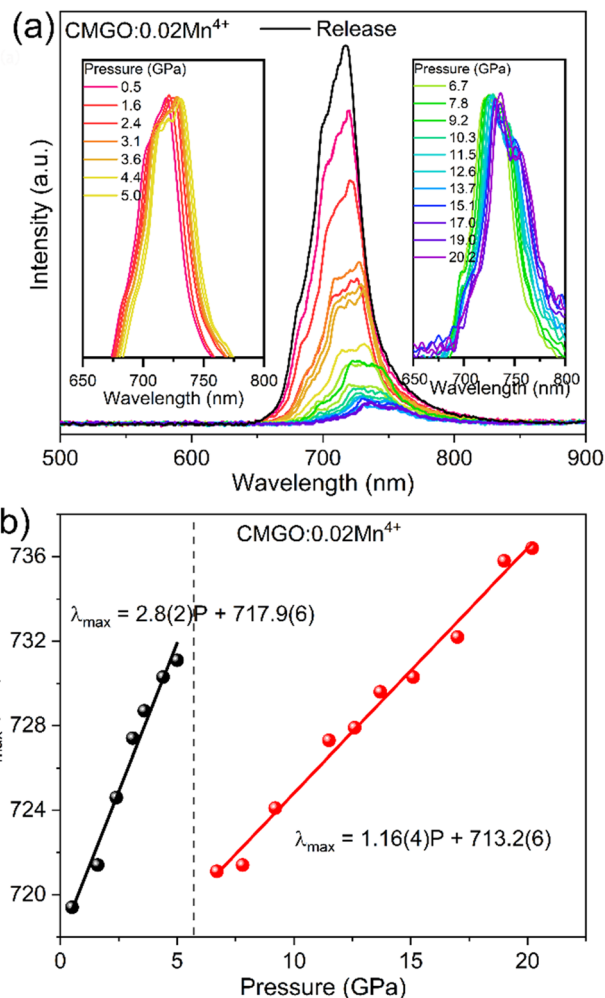 (a)
CMGO:0.02Mn⁴⁺
Release
Pressure (GPa)
0.5
1.6
2.4
3.1
3.6
4.4
5.0
650 700 750 800
Wavelength (nm)
Pressure (GPa)
6.7
7.8
9.2
10.3
11.5
12.6
13.7
15.1
17.0
19.0
20.2
650 700 750 800
Wavelength (nm)
Intensity (a.u.)
500 600 700 800 900
Wavelength (nm)
b)
CMGO:0.02Mn⁴⁺
736
732
728
724
720
λmax = 2.8(2)P + 717.9(6)
λmax = 1.16(4)P + 713.2(6)
0 5 10 15 20
Pressure (GPa)